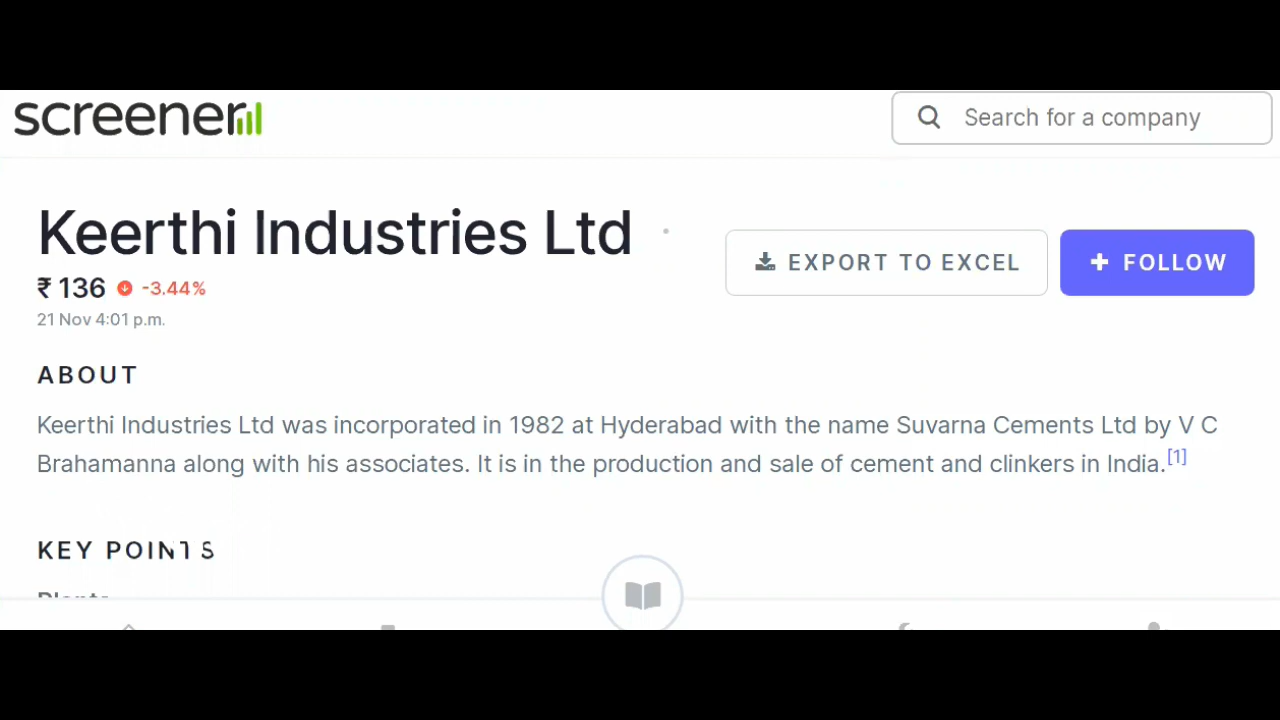 screener
Search for a company
Keerthi Industries Ltd
EXPORT TO EXCEL
FOLLOW
₹ 136 -3.44%
21 Nov 4:01 p.m.
ABOUT
Keerthi Industries Ltd was incorporated in 1982 at Hyderabad with the name Suvarna Cements Ltd by V C
Brahamanna along with his associates. It is in the production and sale of cement and clinkers in India.[1]
KEY POINTS